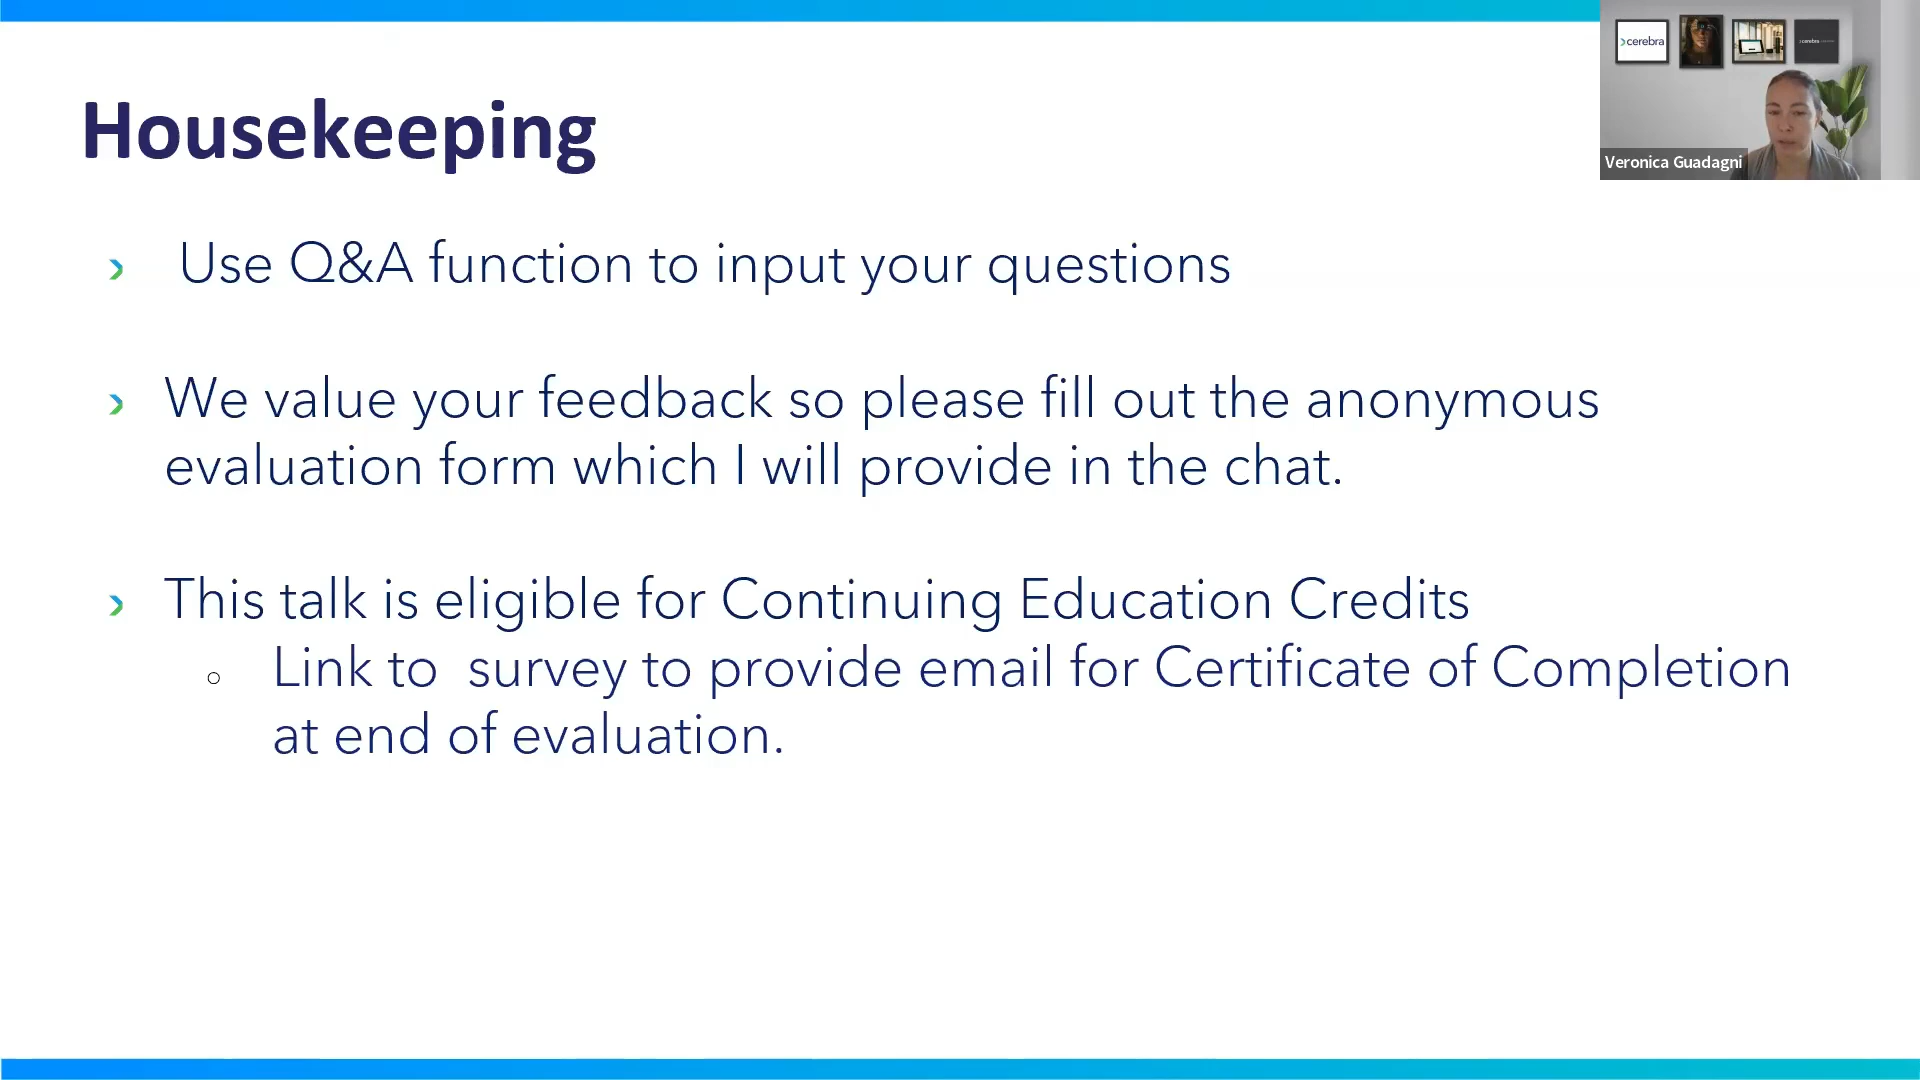 Housekeeping
cerebra
cerebra
Veronica Guadagni
Use Q&A function to input your questions
We value your feedback so please fill out the anonymous
evaluation form which I will provide in the chat.
This talk is eligible for Continuing Education Credits
Link to  survey to provide email for Certificate of Completion
at end of evaluation.